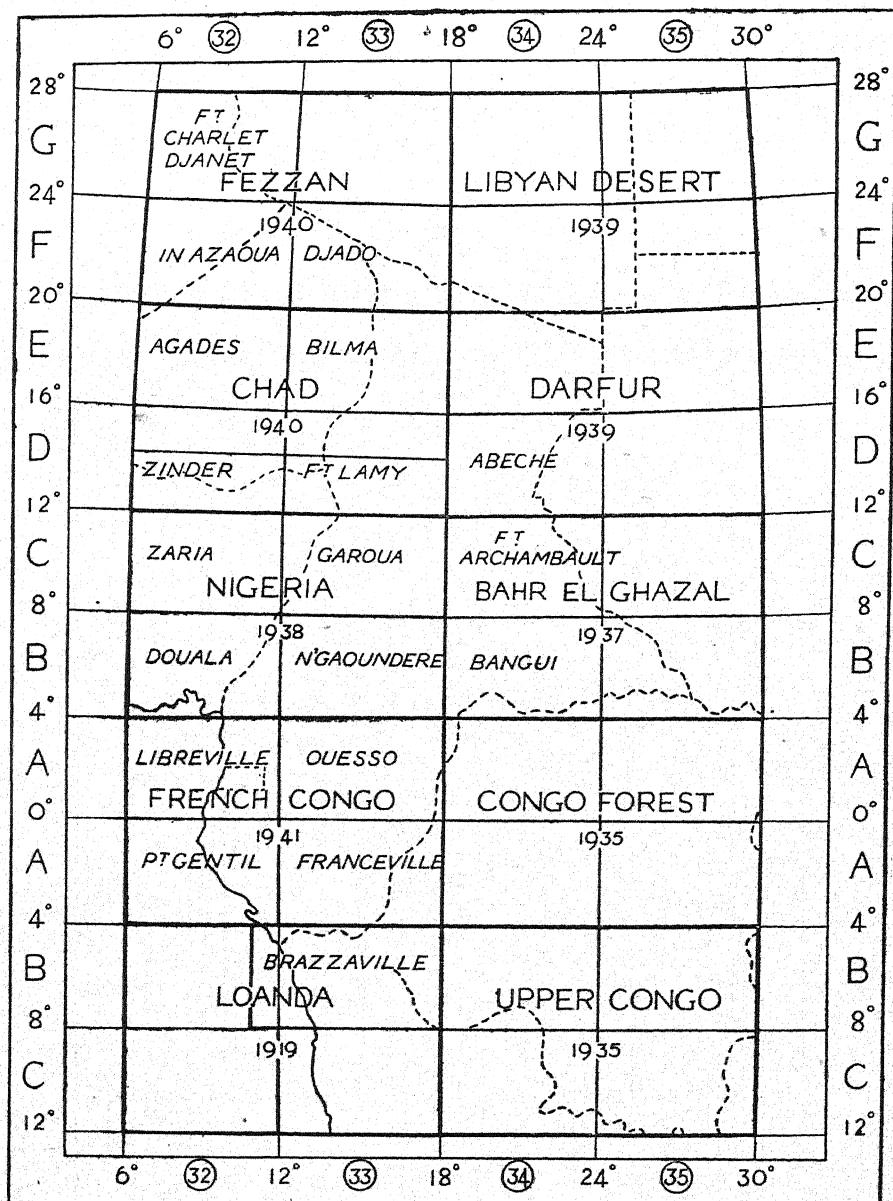 6° 32 12° 33 18° 34 24° 35 30°
28° 28°
G FT G
CHARLET
DJANET
FEZZAN LIBYAN DESERT
24° 24°
1940 1939
F IN AZAOUA DJADO F
20° 20°
E AGADES BILMA E
CHAD DARFUR
16° 16°
1940 1939
D ZINDER FT LAMY ABECHE D
12° 12°
C ZARIA GAROUA FT C
ARCHAMBAULT
NIGERIA BAHR EL GHAZAL
8° 8°
1938 1937
B DOUALA N'GAOUNDERE BANGUI B
4° 4°
A LIBREVILLE OUESSO A
FRENCH CONGO CONGO FOREST
0° 0°
1941 1935
A PT GENTIL FRANCEVILLE A
4° 4°
B BRAZZAVILLE B
LOANDA UPPER CONGO
8° 8°
1919 1935
C C
12° 12°
6° 32 12° 33 18° 34 24° 35 30°